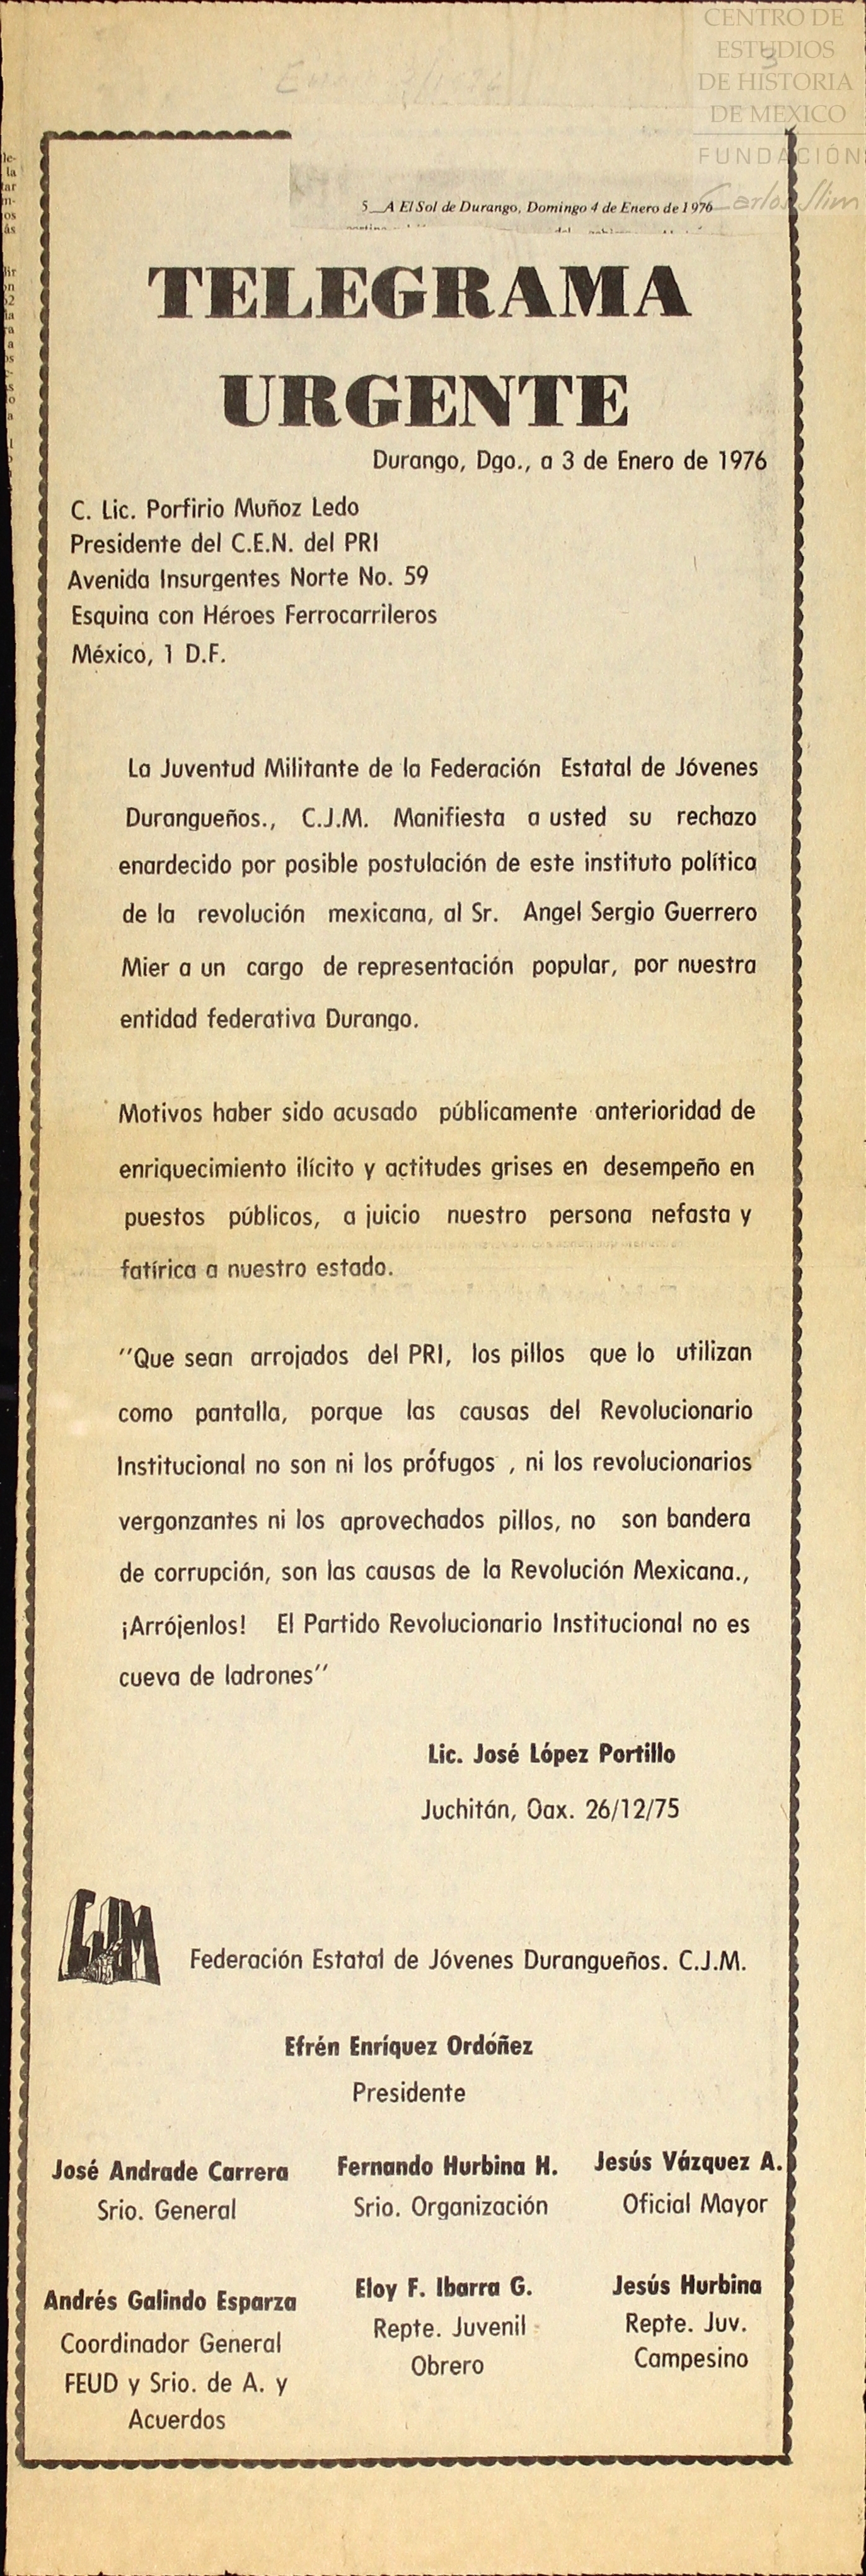 CENTRO DE
ESTUDIOS
DE HISTORIA
DE MEXICO
FUNDACIÓN
Carlos Slim
3
Enero 3/1976
5_A El Sol de Durango, Domingo 4 de Enero de 1976
TELEGRAMA
URGENTE
Durango, Dgo., a 3 de Enero de 1976
C. Lic. Porfirio Muñoz Ledo
Presidente del C.E.N. del PRI
Avenida Insurgentes Norte No. 59
Esquina con Héroes Ferrocarrileros
México, 1 D.F.
La Juventud Militante de la Federación Estatal de Jóvenes
Durangueños., C.J.M. Manifiesta a usted su rechazo
enardecido por posible postulación de este instituto político
de la revolución mexicana, al Sr. Angel Sergio Guerrero
Mier a un cargo de representación popular, por nuestra
entidad federativa Durango.
Motivos haber sido acusado públicamente anterioridad de
enriquecimiento ilícito y actitudes grises en desempeño en
puestos públicos, a juicio nuestro persona nefasta y
fatírica a nuestro estado.
"Que sean arrojados del PRI, los pillos que lo utilizan
como pantalla, porque las causas del Revolucionario
Institucional no son ni los prófugos , ni los revolucionarios
vergonzantes ni los aprovechados pillos, no son bandera
de corrupción, son las causas de la Revolución Mexicana.,
¡Arrójenlos! El Partido Revolucionario Institucional no es
cueva de ladrones"
Lic. José López Portillo
Juchitán, Oax. 26/12/75
CJM
Federación Estatal de Jóvenes Durangueños. C.J.M.
Efrén Enríquez Ordóñez
Presidente
José Andrade Carrera
Srio. General
Fernando Hurbina H.
Srio. Organización
Jesús Vázquez A.
Oficial Mayor
Andrés Galindo Esparza
Coordinador General
FEUD y Srio. de A. y
Acuerdos
Eloy F. Ibarra G.
Repte. Juvenil
Obrero
Jesús Hurbina
Repte. Juv.
Campesino